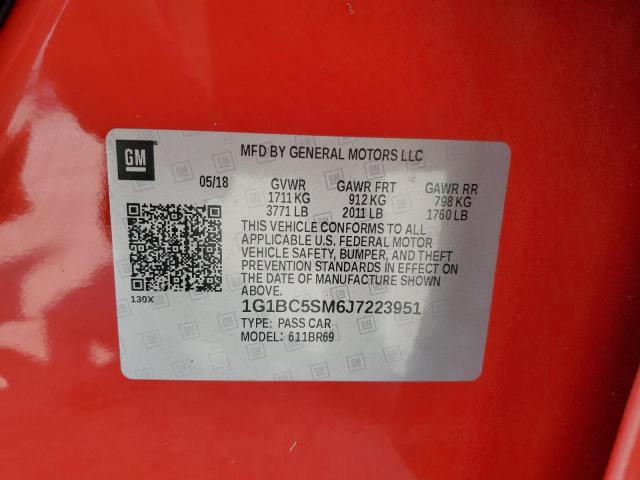 GM
MFD BY GENERAL MOTORS LLC
05/18 GVWR GAWR FRT GAWR RR
1711 KG 912 KG 798 KG
3771 LB 2011 LB 1760 LB
THIS VEHICLE CONFORMS TO ALL
APPLICABLE U.S. FEDERAL MOTOR
VEHICLE SAFETY, BUMPER, AND THEFT
PREVENTION STANDARDS IN EFFECT ON
THE DATE OF MANUFACTURE SHOWN
ABOVE.
130X
1G1BC5SM6J7223951
TYPE: PASS CAR
MODEL: 611BR69